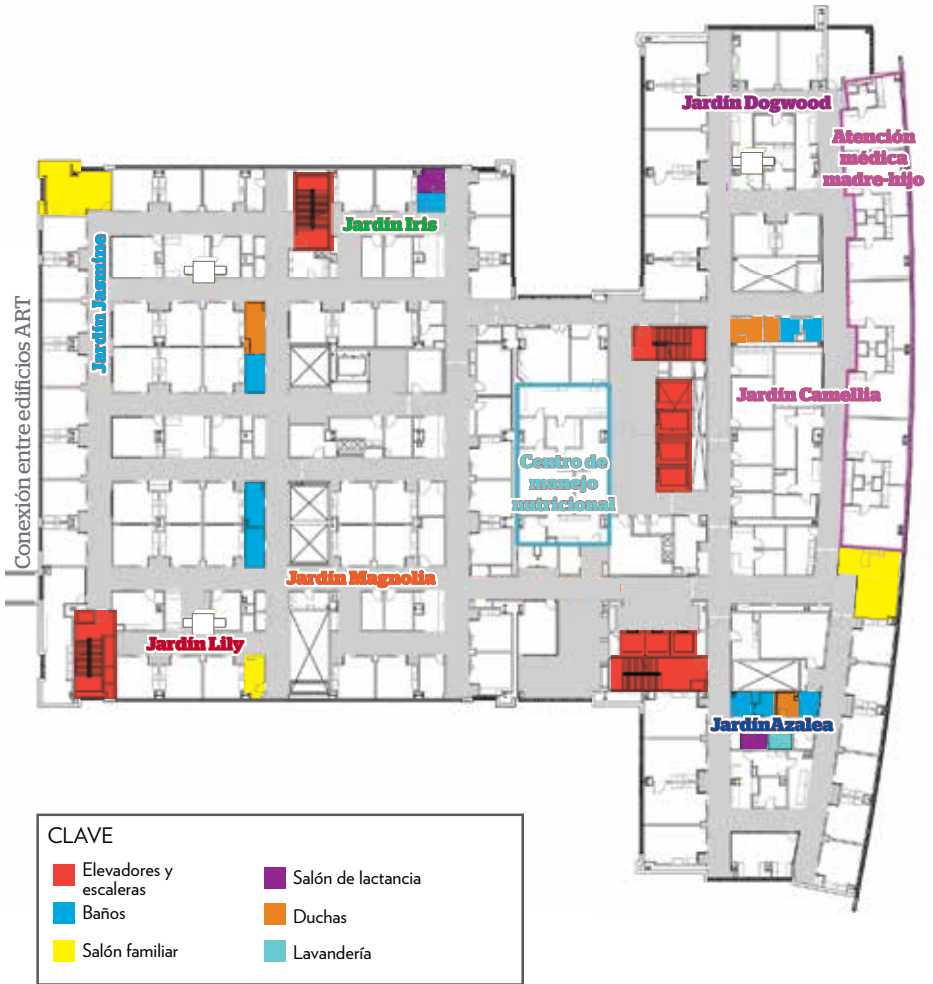 Jardín Dogwood
Atención
médica
madre-hijo
Jardín Iris
Jardín Jasmine
Conexión entre edificios ART
Jardín Camellia
Centro de
manejo
nutricional
Jardín Magnolia
Jardín Lily
JardínAzalea
CLAVE
Elevadores y
escaleras
Baños
Salón familiar
Salón de lactancia
Duchas
Lavandería